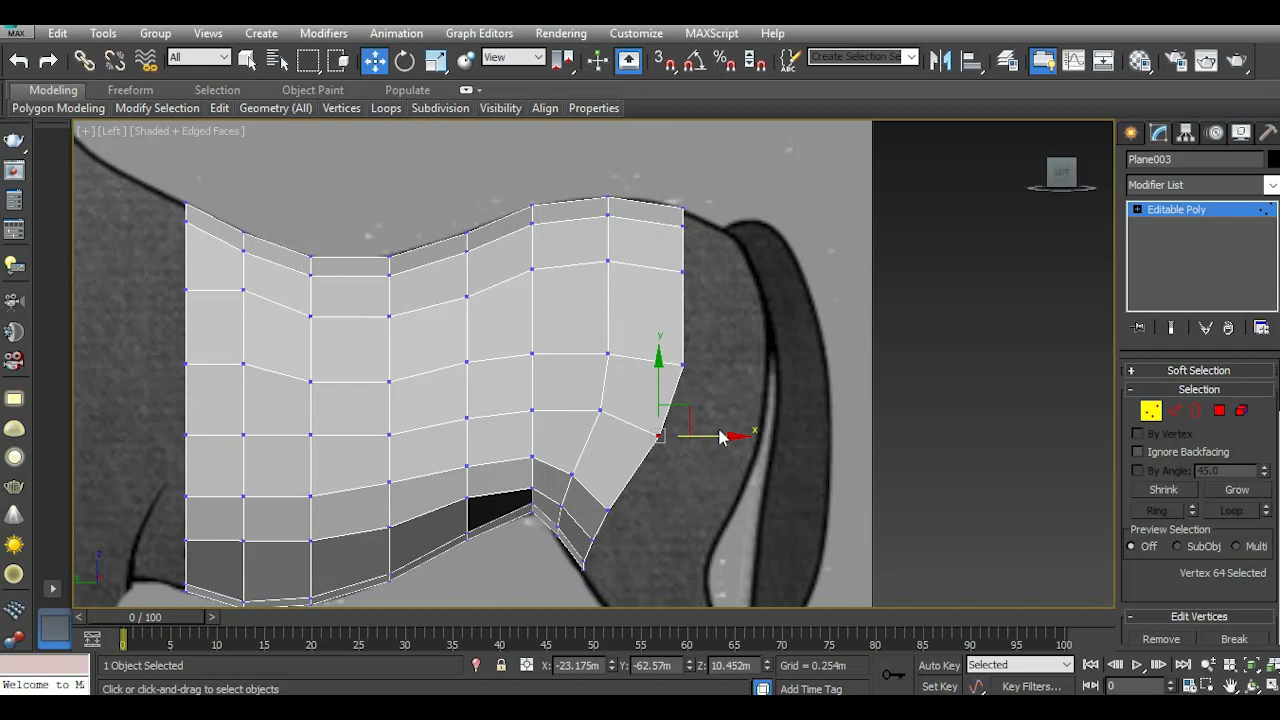 MAX Edit Tools Group Views Create Modifiers Animation Graph Editors Rendering Customize MAXScript Help
All View 3 ABC Create Selection Se
Modeling Freeform Selection Object Paint Populate
Polygon Modeling Modify Selection Edit Geometry (All) Vertices Loops Subdivision Visibility Align Properties
[+] [Left] [Shaded + Edged Faces]
LEFT
y
x
z
Plane003
Modifier List
Editable Poly
+ Soft Selection
- Selection
By Vertex
Ignore Backfacing
By Angle: 45.0
Shrink Grow
Ring Loop
Preview Selection
Off SubObj Multi
Vertex 64 Selected
- Edit Vertices
Remove Break
< 0 / 100 >
0 5 10 15 20 25 30 35 40 45 50 55 60 65 70 75 80 85 90 95 100
1 Object Selected X: -23.175m Y: -62.57m Z: 10.452m Grid = 0.254m Auto Key Selected
Welcome to M Click or click-and-drag to select objects Add Time Tag Set Key Key Filters... 0